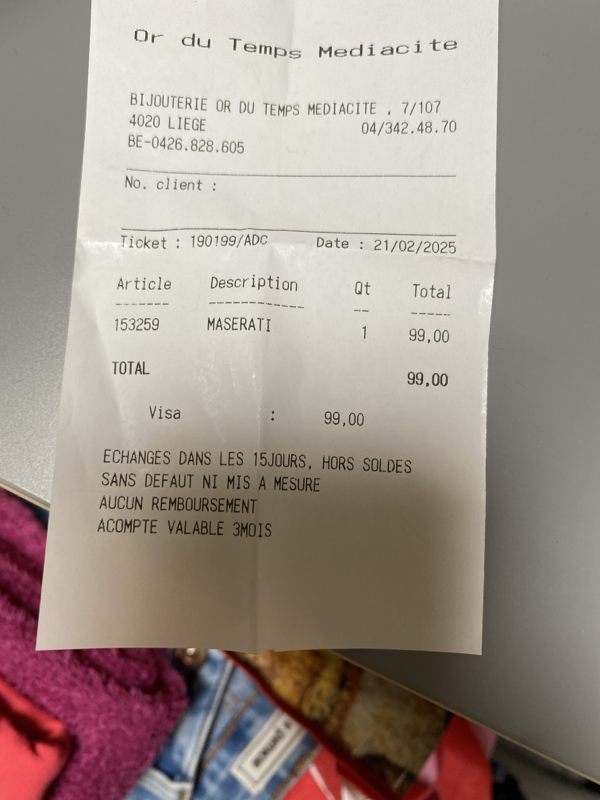 Or du Temps Mediacite
BIJOUTERIE OR DU TEMPS MEDIACITE , 7/107
4020 LIEGE 04/342.48.70
BE-0426.828.605
No. client :
Ticket : 190199/ADC Date : 21/02/2025
Article Description Qt Total
153259 MASERATI 1 99,00
TOTAL 99,00
Visa : 99,00
ECHANGES DANS LES 15JOURS, HORS SOLDES
SANS DEFAUT NI MIS A MESURE
AUCUN REMBOURSEMENT
ACOMPTE VALABLE 3MOIS